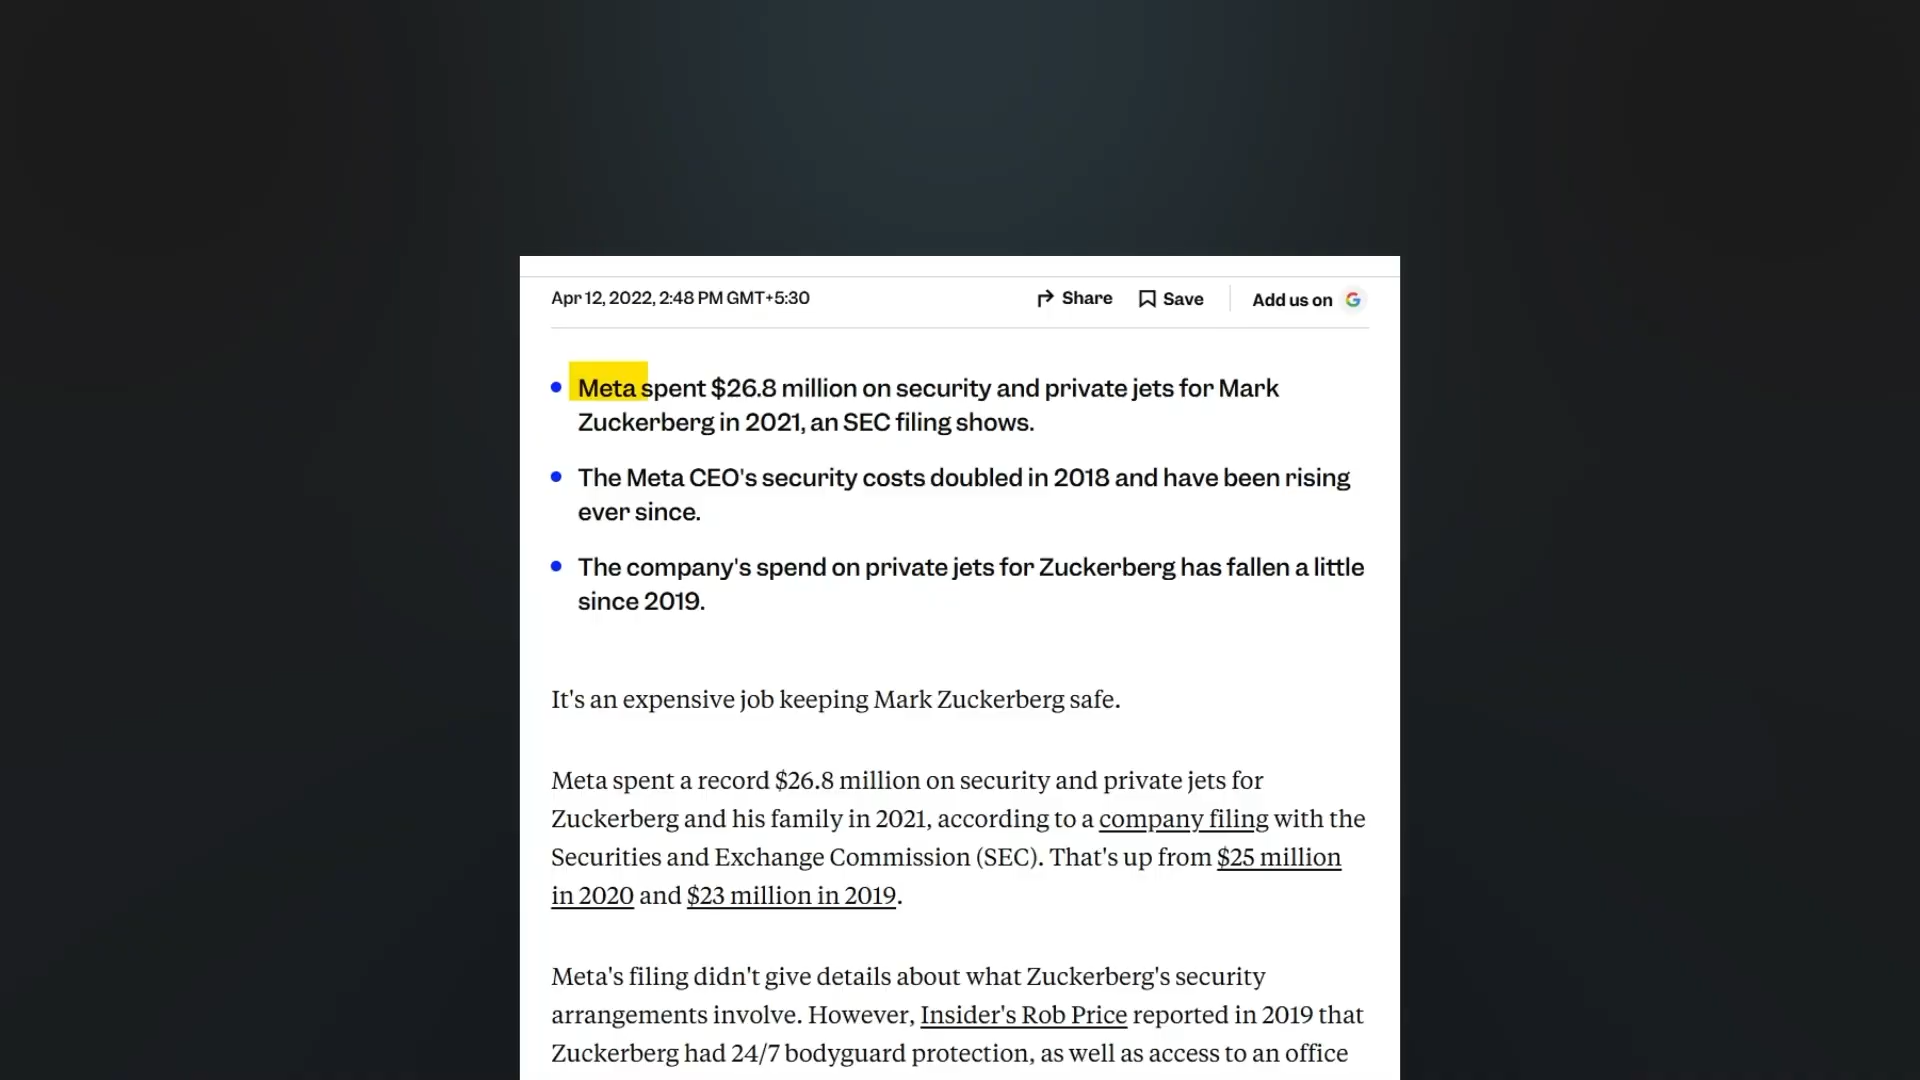 Apr 12, 2022, 2:48 PM GMT+5:30 Share Save Add us on G
Meta spent $26.8 million on security and private jets for Mark
Zuckerberg in 2021, an SEC filing shows.
The Meta CEO's security costs doubled in 2018 and have been rising
ever since.
The company's spend on private jets for Zuckerberg has fallen a little
since 2019.
It's an expensive job keeping Mark Zuckerberg safe.
Meta spent a record $26.8 million on security and private jets for
Zuckerberg and his family in 2021, according to a company filing with the
Securities and Exchange Commission (SEC). That's up from $25 million
in 2020 and $23 million in 2019.
Meta's filing didn't give details about what Zuckerberg's security
arrangements involve. However, Insider's Rob Price reported in 2019 that
Zuckerberg had 24/7 bodyguard protection, as well as access to an office